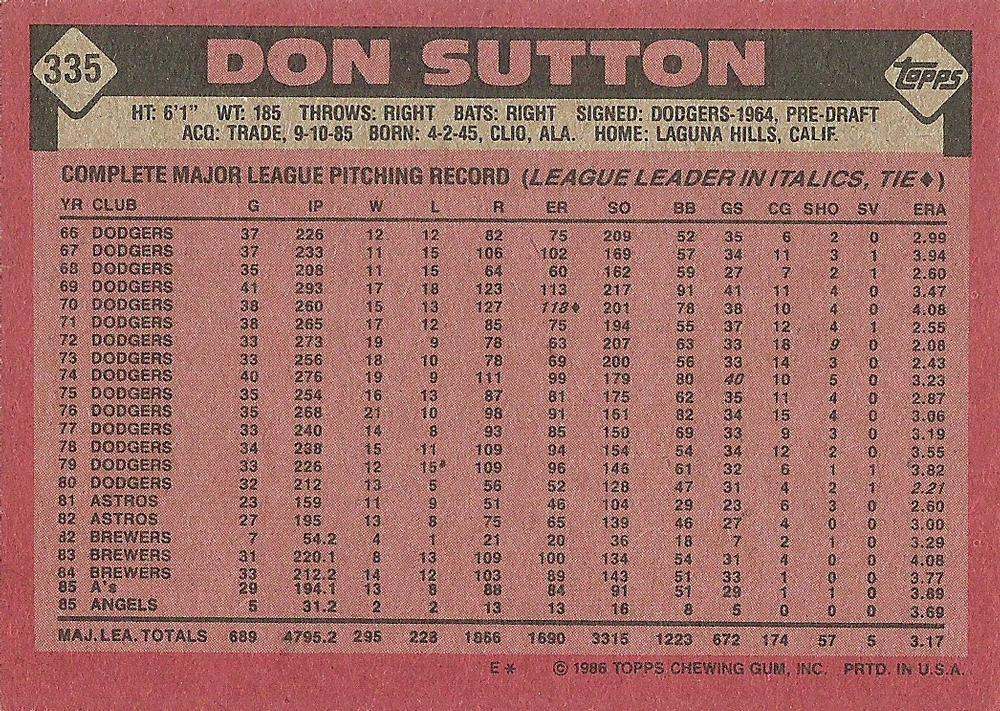 335 DON SUTTON topps
HT: 6'1" WT: 185 THROWS: RIGHT BATS: RIGHT SIGNED: DODGERS-1964, PRE-DRAFT
ACQ: TRADE, 9-10-85 BORN: 4-2-45, CLIO, ALA. HOME: LAGUNA HILLS, CALIF.
COMPLETE MAJOR LEAGUE PITCHING RECORD (LEAGUE LEADER IN ITALICS, TIE♦)
YR CLUB G IP W L R ER SO BB GS CG SHO SV ERA
66 DODGERS 37 226 12 12 82 75 209 52 35 6 2 0 2.99
67 DODGERS 37 233 11 15 106 102 169 57 34 11 3 1 3.94
68 DODGERS 35 208 11 15 64 60 162 59 27 7 2 1 2.60
69 DODGERS 41 293 17 18 123 113 217 91 41 11 4 0 3.47
70 DODGERS 38 260 15 13 127 118♦ 201 78 38 10 4 0 4.08
71 DODGERS 38 265 17 12 85 75 194 55 37 12 4 1 2.55
72 DODGERS 33 273 19 9 78 63 207 63 33 18 9 0 2.08
73 DODGERS 33 256 18 10 78 69 200 56 33 14 3 0 2.43
74 DODGERS 40 276 19 9 111 99 179 80 40 10 5 0 3.23
75 DODGERS 35 254 16 13 87 81 175 62 35 11 4 0 2.87
76 DODGERS 35 268 21 10 98 91 161 82 34 15 4 0 3.06
77 DODGERS 33 240 14 8 93 85 150 69 33 9 3 0 3.19
78 DODGERS 34 238 15 11 109 94 154 54 34 12 2 0 3.55
79 DODGERS 33 226 12 15 109 96 146 61 32 6 1 1 3.82
80 DODGERS 32 212 13 5 56 52 128 47 31 4 2 1 2.21
81 ASTROS 23 159 11 9 51 46 104 29 23 6 3 0 2.60
82 ASTROS 27 195 13 8 75 65 139 46 27 4 0 0 3.00
82 BREWERS 7 54.2 4 1 21 20 36 18 7 2 1 0 3.29
83 BREWERS 31 220.1 8 13 109 100 134 54 31 4 0 0 4.08
84 BREWERS 33 212.2 14 12 103 89 143 51 33 1 0 0 3.77
85 A's 29 194.1 13 8 88 84 91 51 29 1 1 0 3.89
85 ANGELS 5 31.2 2 2 13 13 16 8 5 0 0 0 3.69
MAJ. LEA. TOTALS 689 4795.2 295 228 1866 1690 3315 1223 672 174 57 5 3.17
E* © 1986 TOPPS CHEWING GUM, INC. PRTD. IN U.S.A.